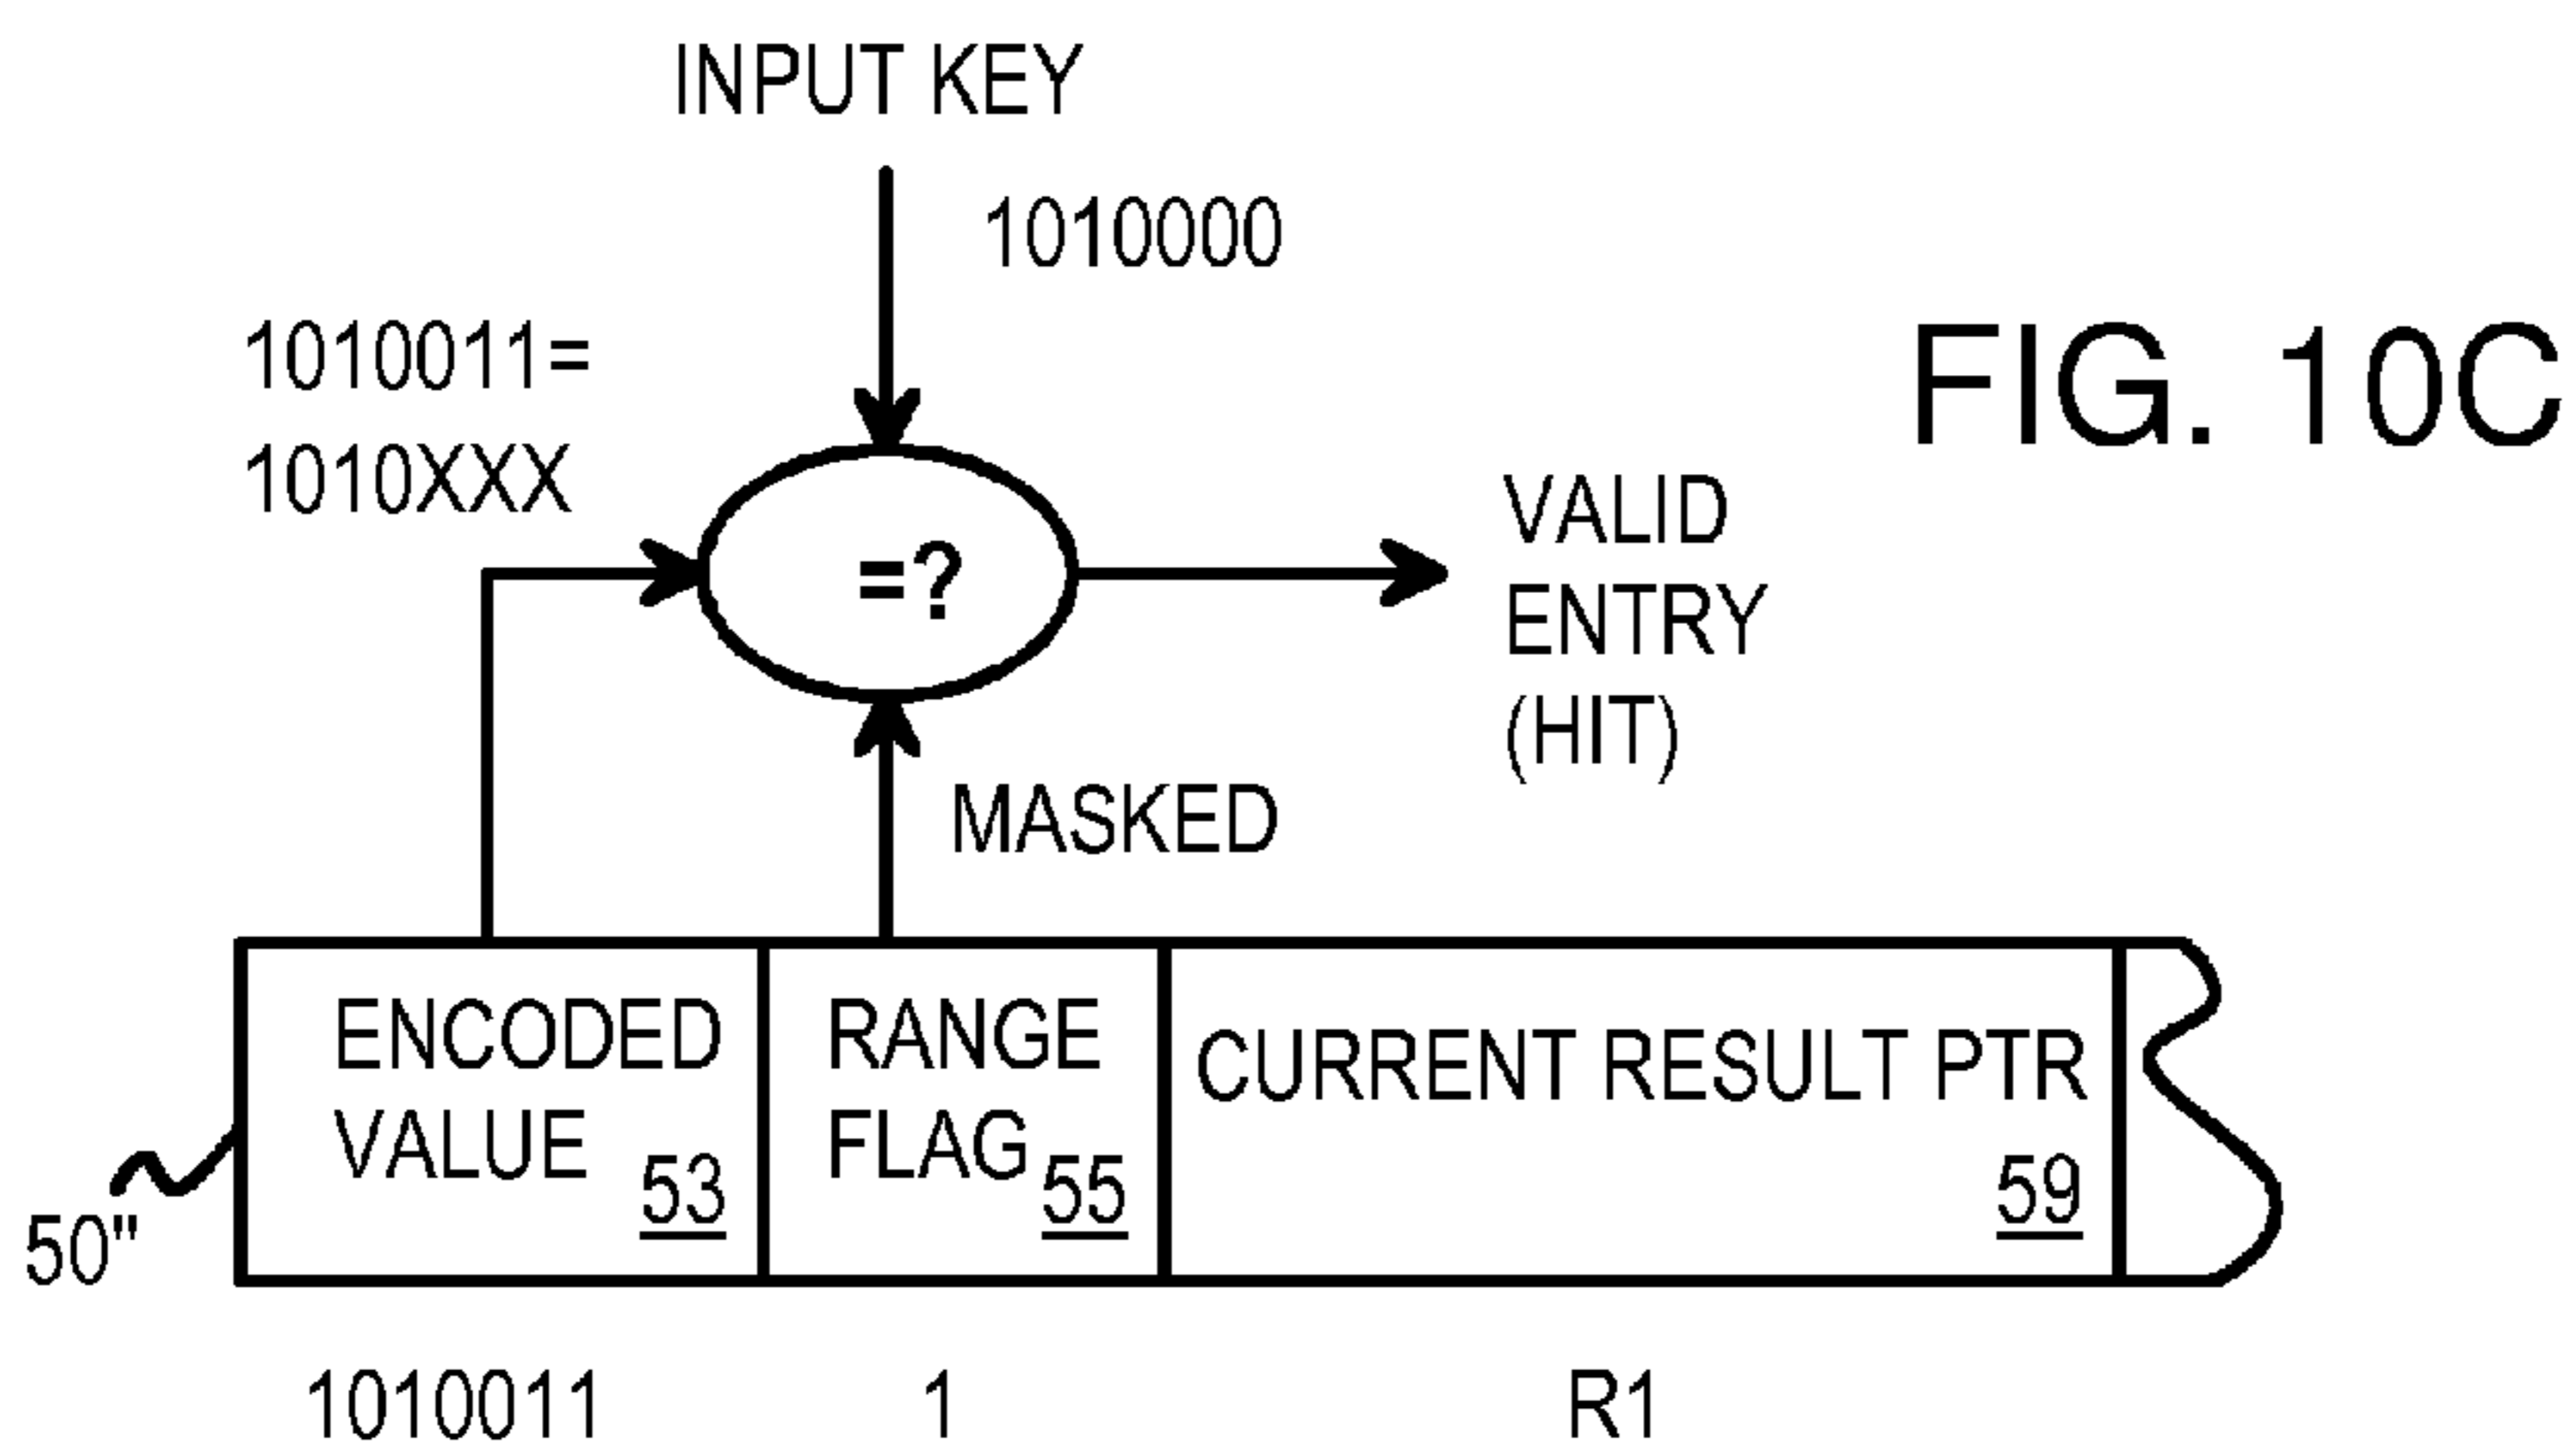 INPUT KEY
1010000
1010011=
1010XXX
FIG. 10C
=?
VALID
ENTRY
(HIT)
MASKED
ENCODED
VALUE 53
RANGE
FLAG 55
CURRENT RESULT PTR
59
50"
1010011 1 R1